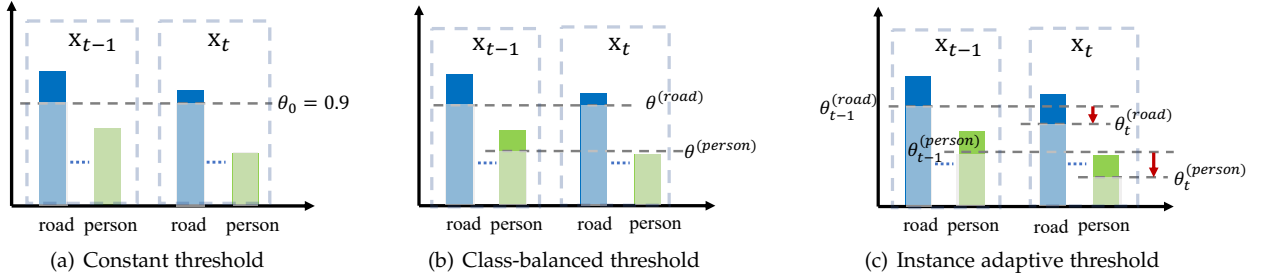 x_{t−1} x_t
θ_0 = 0.9
road person road person
(a) Constant threshold
x_{t−1} x_t
θ^{(road)}
θ^{(person)}
road person road person
(b) Class-balanced threshold
x_{t−1} x_t
θ_{t−1}^{(road)}
θ_t^{(road)}
θ_{t−1}^{(person)}
θ_t^{(person)}
road person road person
(c) Instance adaptive threshold